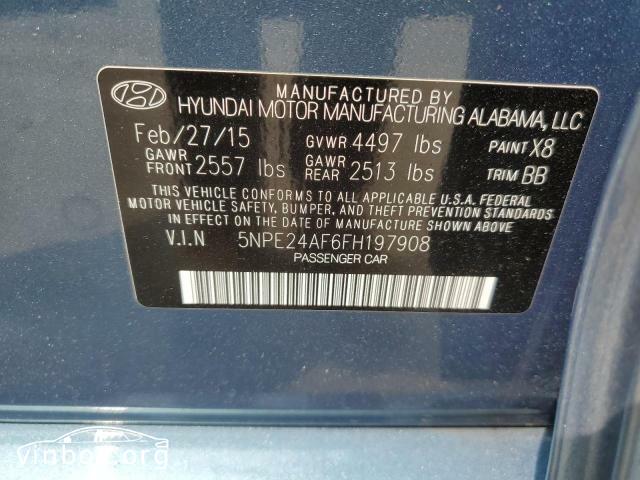 MANUFACTURED BY
HYUNDAI MOTOR MANUFACTURING ALABAMA, LLC
Feb/27/15 GVWR 4497 lbs PAINT X8
GAWR FRONT 2557 lbs GAWR REAR 2513 lbs TRIM BB
THIS VEHICLE CONFORMS TO ALL APPLICABLE U.S.A. FEDERAL
MOTOR VEHICLE SAFETY, BUMPER, AND THEFT PREVENTION STANDARDS
IN EFFECT ON THE DATE OF MANUFACTURE SHOWN ABOVE.
V.I.N 5NPE24AF6FH197908
PASSENGER CAR
vinbox.org